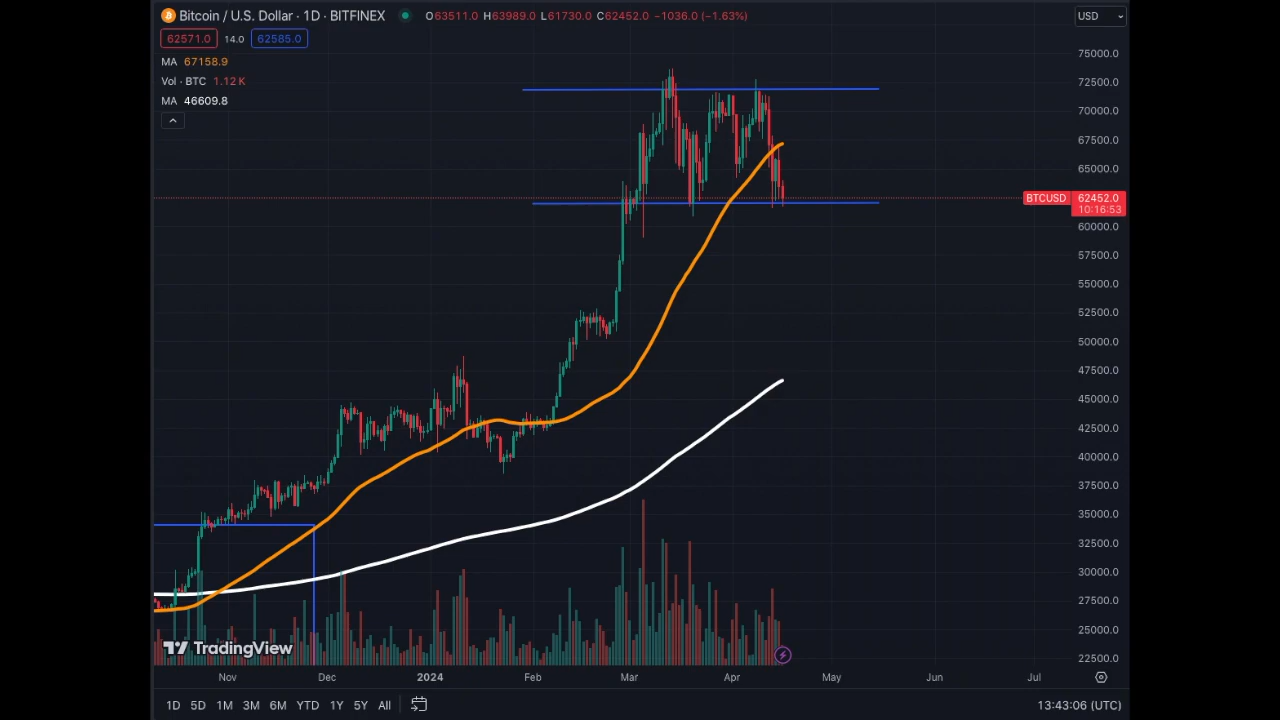 Bitcoin / U.S. Dollar · 1D · BITFINEX O63511.0 H63989.0 L61730.0 C62452.0 −1036.0 (−1.63%)
USD
62571.0 14.0 62585.0
MA 67158.9
Vol · BTC 1.12 K
MA 46609.8
75000.0
72500.0
70000.0
67500.0
65000.0
BTCUSD 62452.0
10:16:53
60000.0
57500.0
55000.0
52500.0
50000.0
47500.0
45000.0
42500.0
40000.0
37500.0
35000.0
32500.0
30000.0
27500.0
25000.0
22500.0
TradingView
Nov Dec 2024 Feb Mar Apr May Jun Jul
1D 5D 1M 3M 6M YTD 1Y 5Y All 13:43:06 (UTC)